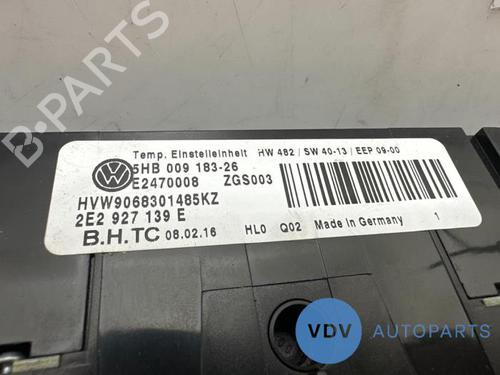 Temp. Einstelleinheit HW 482 / SW 40-13 / EEP 09-00
5HB 009 183-26
E2470008 ZGS003
HVW9068301485KZ
2E2 927 139 E
B.H.TC 08.02.16 HL0 Q02 Made in Germany 1
VDV AUTOPARTS